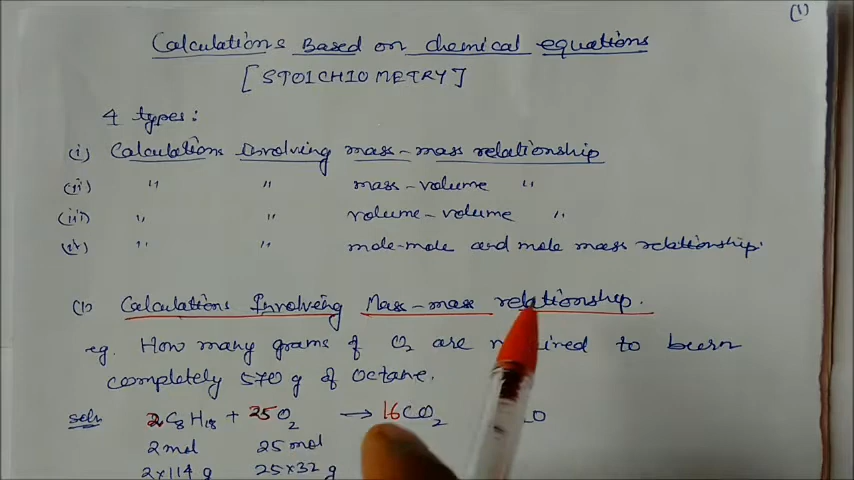 (1)
Calculations Based on chemical equations
[STOICHIOMETRY]
4 types:
(i) Calculations Involving mass-mass relationship
(ii) " " mass-volume "
(iii) " " volume-volume "
(iv) " " mole-mole and mole mass relationship.
(1) Calculations Involving Mass-mass relationship.
eg. How many grams of O2 are to burn
completely 570 g of Octane.
soln 2C8H18 + 25O2 → 16CO2
2 mol 25 mol
2×114 g 25×32 g